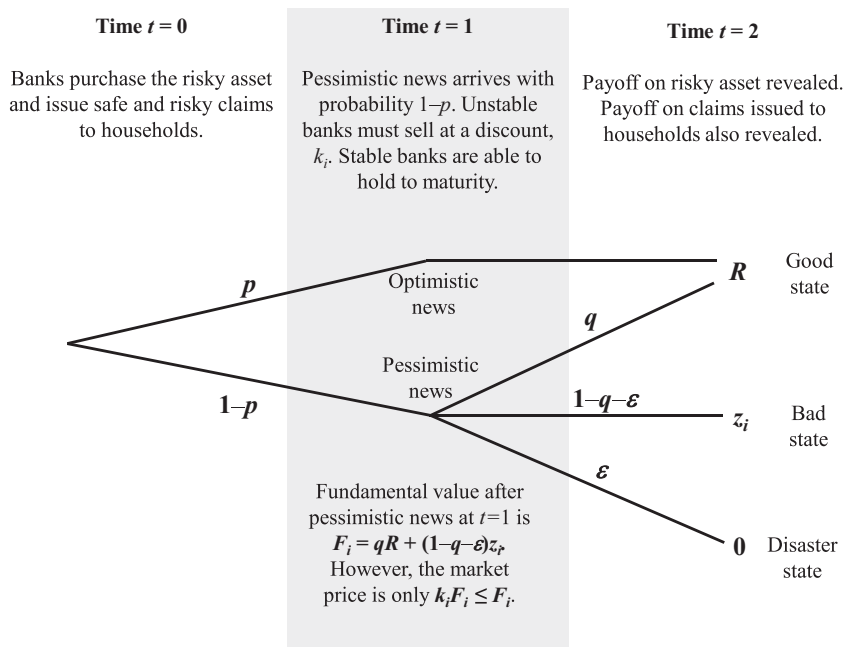 Time t = 0
Banks purchase the risky asset
and issue safe and risky claims
to households.
Time t = 1
Pessimistic news arrives with
probability 1–p. Unstable
banks must sell at a discount,
kᵢ. Stable banks are able to
hold to maturity.
Time t = 2
Payoff on risky asset revealed.
Payoff on claims issued to
households also revealed.
p
1–p
Optimistic
news
Pessimistic
news
q
1–q–ε
ε
R
Good
state
zᵢ
Bad
state
0
Disaster
state
Fundamental value after
pessimistic news at t=1 is
Fᵢ = qR + (1–q–ε)zᵢ.
However, the market
price is only kᵢFᵢ ≤ Fᵢ.